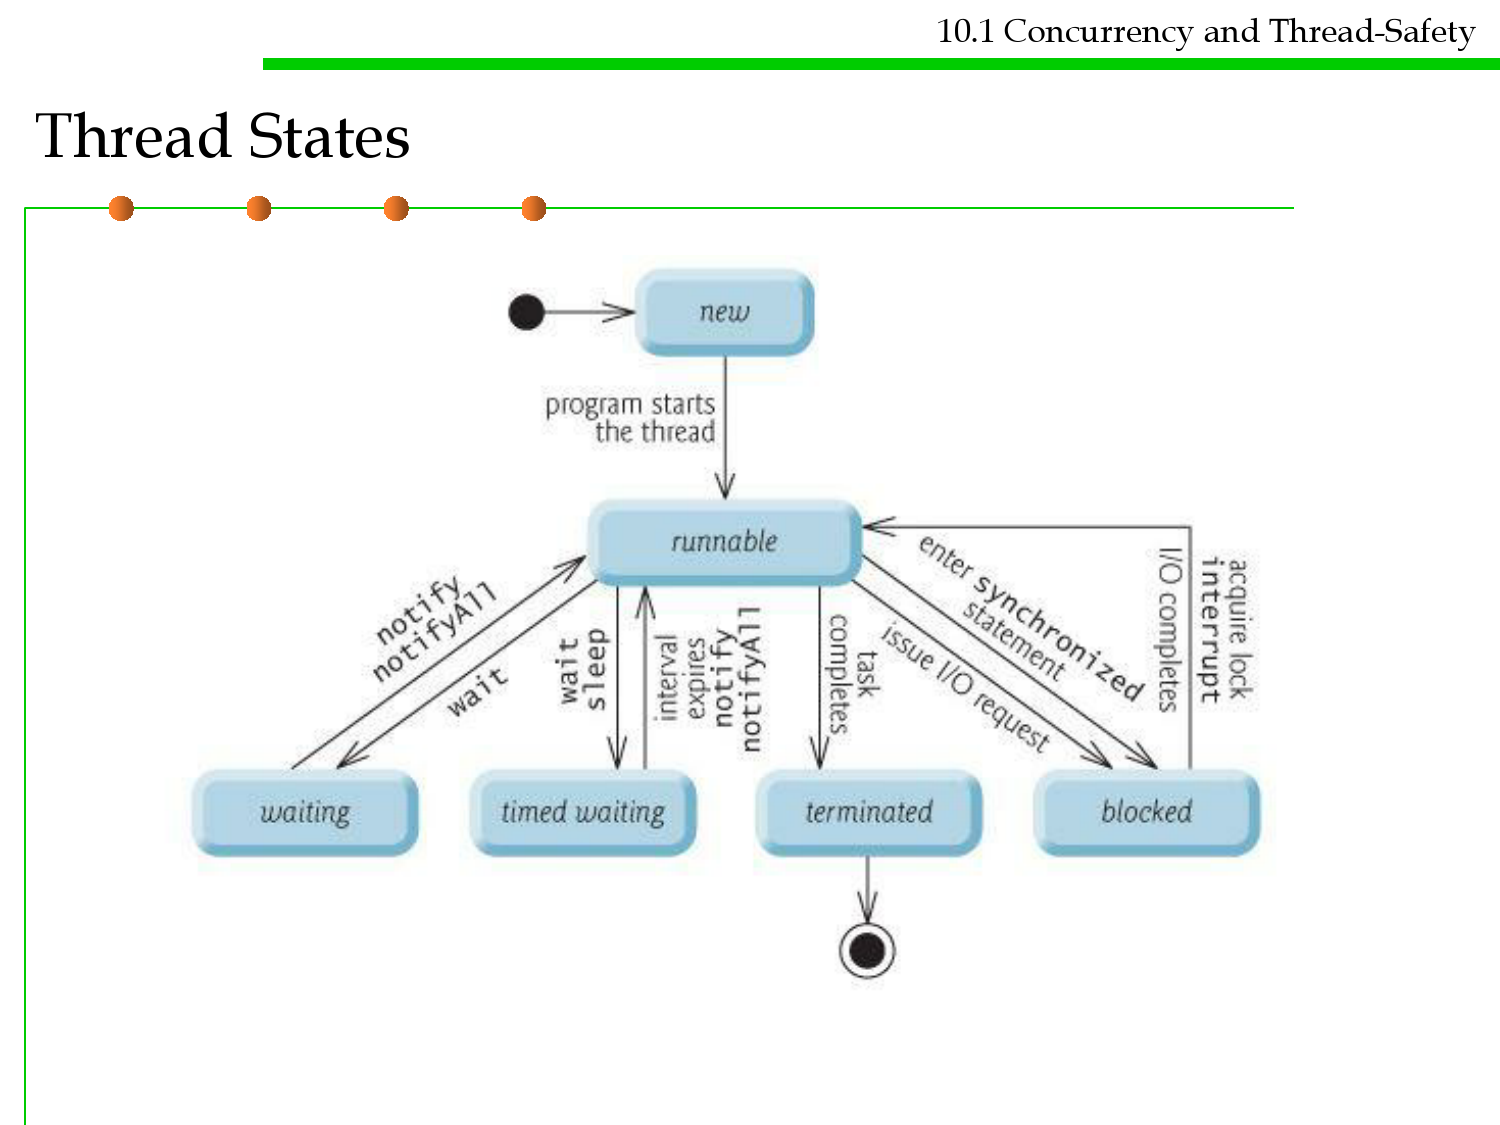 10.1 Concurrency and Thread-Safety
Thread States
new
program starts
the thread
runnable
notify
notifyAll
wait
wait
sleep
interval
expires
notify
notifyAll
task
completes
enter synchronized
statement
issue I/O request
I/O completes
acquire lock
interrupt
waiting
timed waiting
terminated
blocked